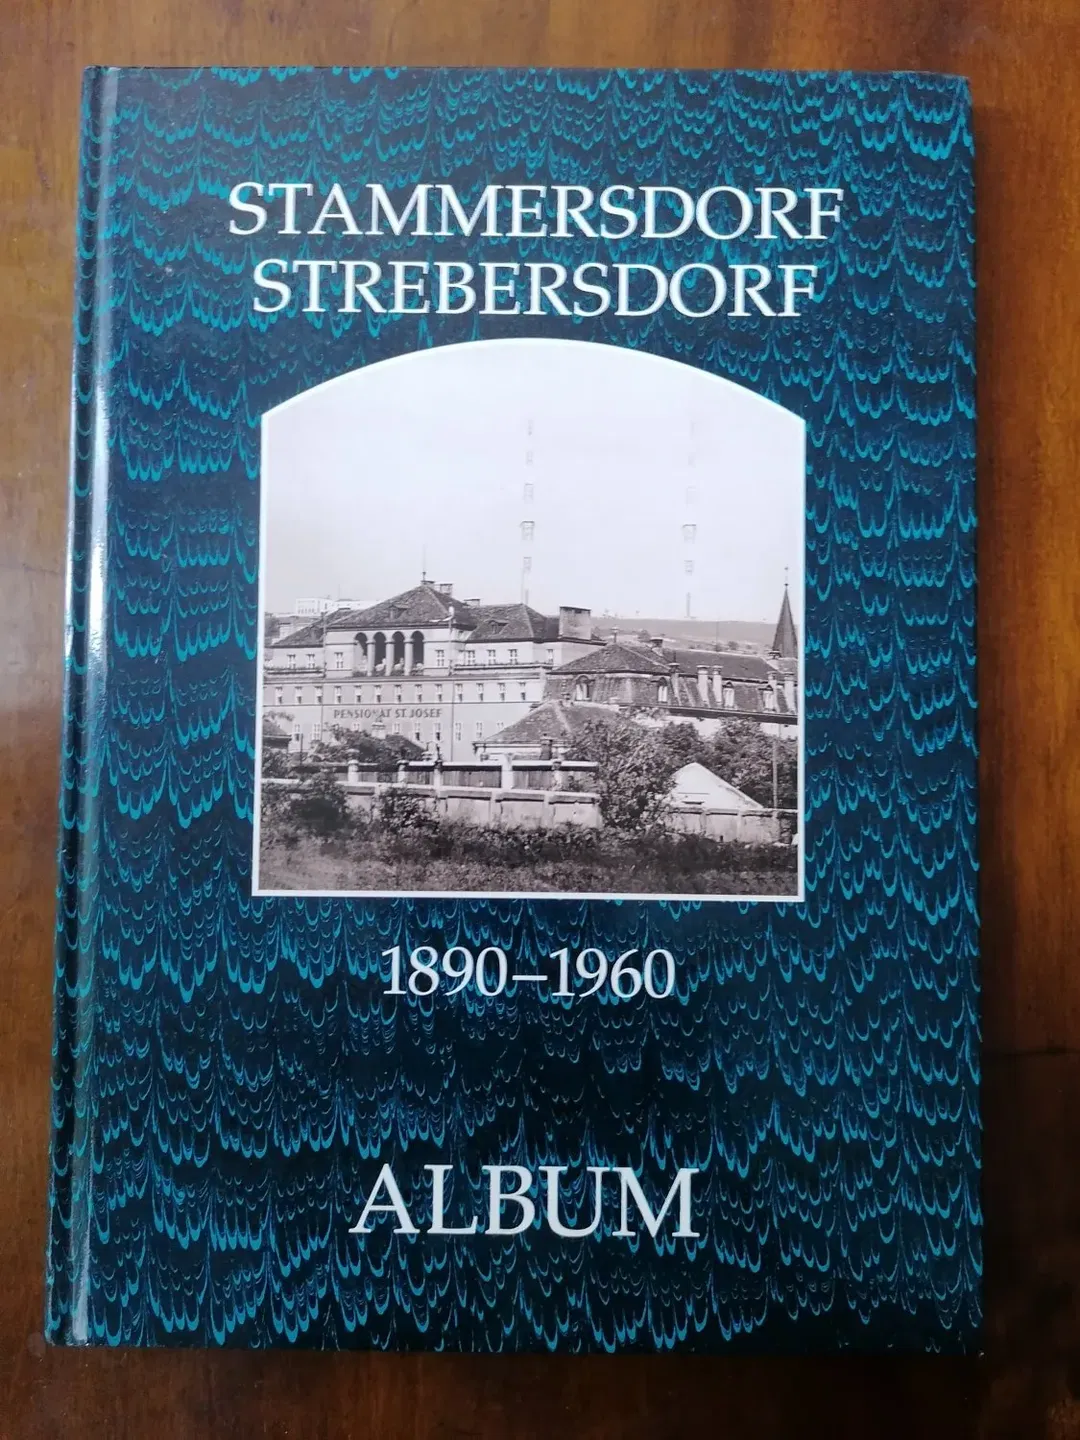 STAMMERSDORF
STREBERSDORF
PENSIONAT ST. JOSEF
1890–1960
ALBUM